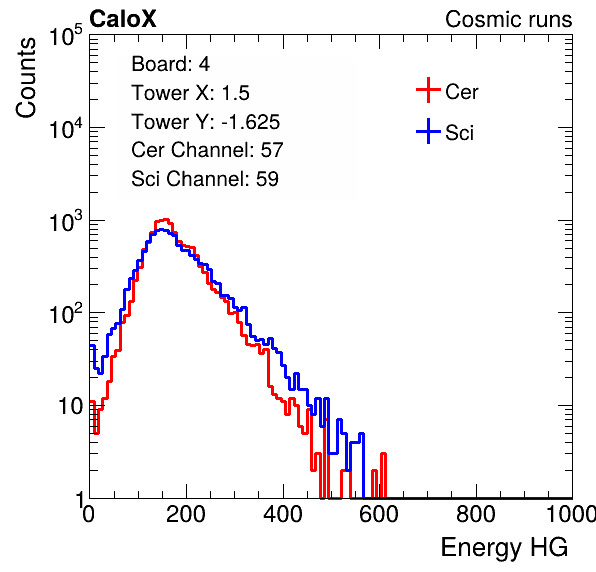 CaloX Cosmic runs
Counts
10^5
10^4
10^3
10^2
10
1
Board: 4
Tower X: 1.5
Tower Y: -1.625
Cer Channel: 57
Sci Channel: 59
Cer
Sci
0 200 400 600 800 1000
Energy HG